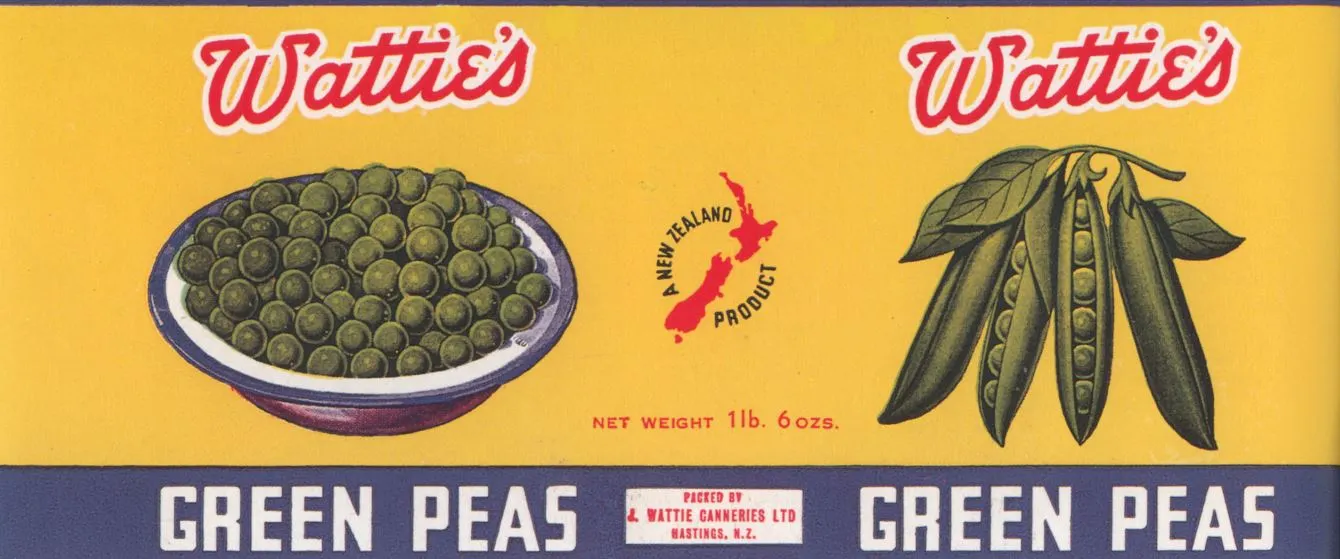 Wattie's
Wattie's
A NEW ZEALAND
PRODUCT
NET WEIGHT 1lb. 6ozs.
GREEN PEAS
PACKED BY
J. WATTIE CANNERIES LTD
HASTINGS, N.Z.
GREEN PEAS